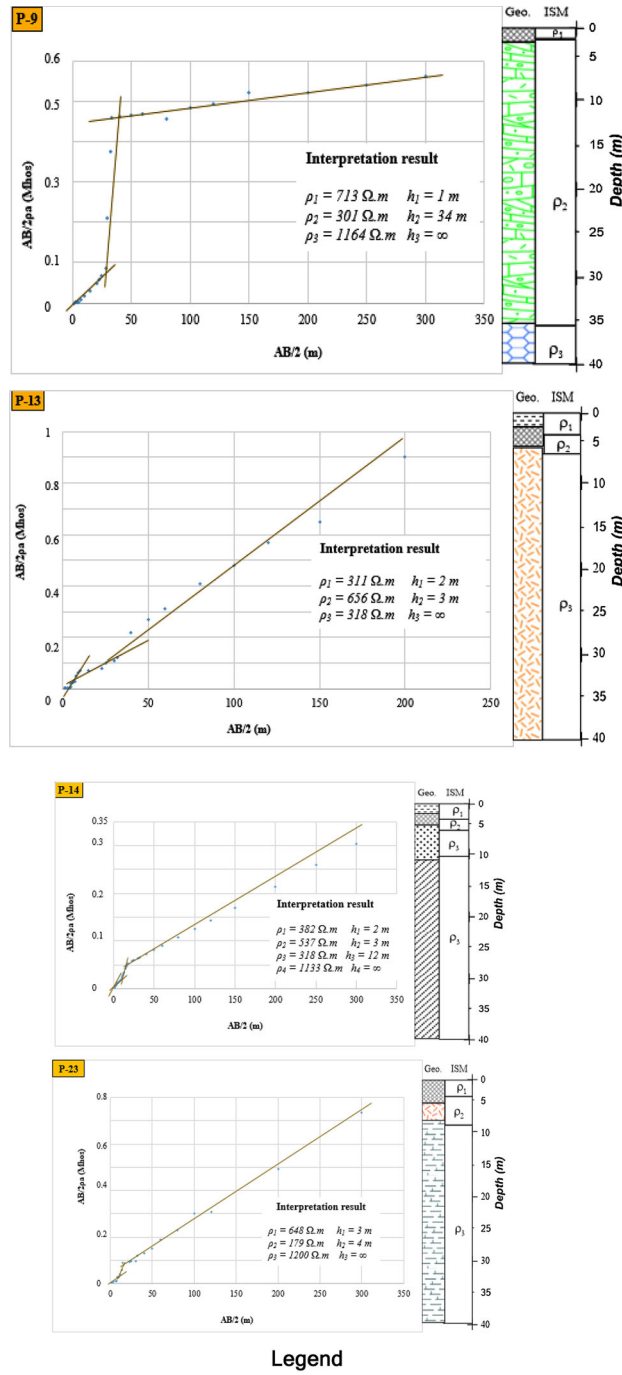 P-9
Geo. ISM
0.6
0.5
0.3
0.1
0
AB/2ρa (Mhos)
0 50 100 150 200 250 300 350
AB/2 (m)
Interpretation result
ρ1 = 713 Ω.m h1 = 1 m
ρ2 = 301 Ω.m h2 = 34 m
ρ3 = 1164 Ω.m h3 = ∞
ρ1
ρ2
ρ3
0
5
10
15
20
25
30
35
40
Depth (m)
P-13
Geo. ISM
1
0.8
0.6
0.4
0.2
0
AB/2ρa (Mhos)
0 50 100 150 200 250
AB/2 (m)
Interpretation result
ρ1 = 311 Ω.m h1 = 2 m
ρ2 = 656 Ω.m h2 = 3 m
ρ3 = 318 Ω.m h3 = ∞
ρ1
ρ2
ρ3
0
5
10
15
20
25
30
35
40
Depth (m)
P-14
Geo. ISM
0.35
0.3
0.2
0.1
0
AB/2ρa (Mhos)
0 50 100 150 200 250 300 350
AB/2 (m)
Interpretation result
ρ1 = 382 Ω.m h1 = 2 m
ρ2 = 537 Ω.m h2 = 3 m
ρ3 = 318 Ω.m h3 = 12 m
ρ4 = 1133 Ω.m h4 = ∞
ρ1
ρ2
ρ3
ρ3
0
5
10
15
20
25
30
35
40
Depth (m)
P-23
Geo. ISM
0.8
0.6
0.4
0.2
0
AB/2ρa (Mhos)
0 50 100 150 200 250 300 350
AB/2 (m)
Interpretation result
ρ1 = 648 Ω.m h1 = 3 m
ρ2 = 179 Ω.m h2 = 4 m
ρ3 = 1200 Ω.m h3 = ∞
ρ1
ρ2
ρ3
0
5
10
15
20
25
30
35
40
Depth (m)
Legend